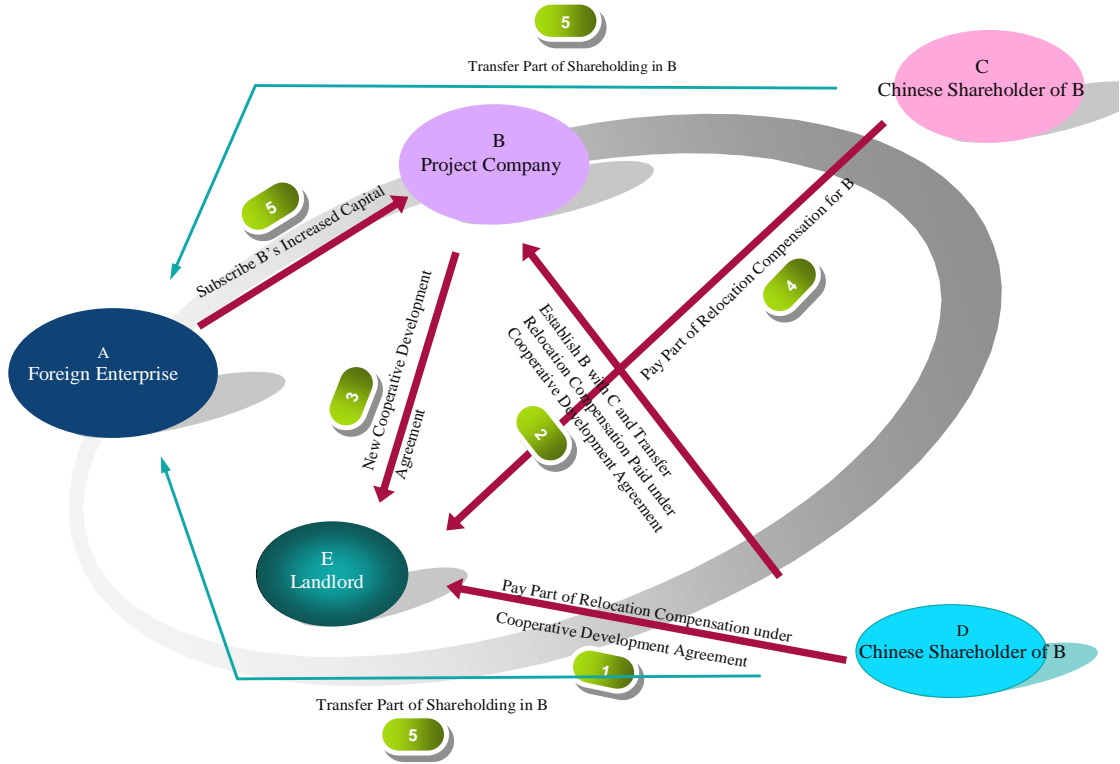 5
Transfer Part of Shareholding in B
C
Chinese Shareholder of B
B
Project Company
5
Subscribe B's Increased Capital
4
Pay Part of Relocation Compensation for B
A
Foreign Enterprise
3
New Cooperative Development
Agreement
2
Establish B with C and Transfer
Relocation Compensation Paid under
Cooperative Development Agreement
E
Landlord
Pay Part of Relocation Compensation under
Cooperative Development Agreement
1
D
Chinese Shareholder of B
Transfer Part of Shareholding in B
5